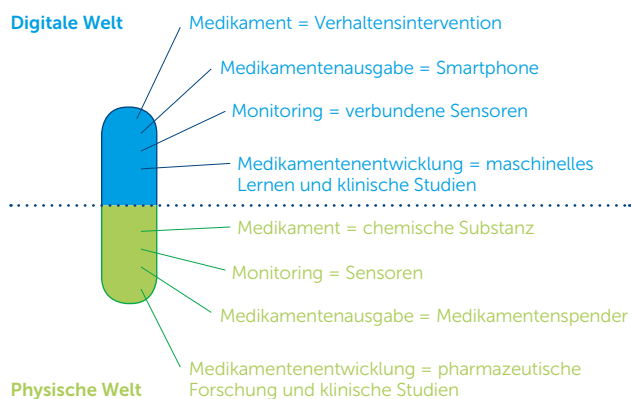 Digitale Welt
Medikament = Verhaltensintervention
Medikamentenausgabe = Smartphone
Monitoring = verbundene Sensoren
Medikamentenentwicklung = maschinelles
Lernen und klinische Studien
Medikament = chemische Substanz
Monitoring = Sensoren
Medikamentenausgabe = Medikamentenspender
Medikamentenentwicklung = pharmazeutische
Forschung und klinische Studien
Physische Welt